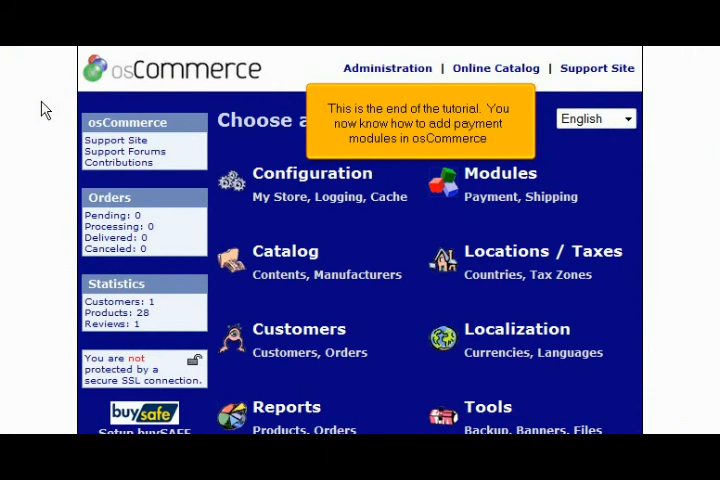 osCommerce
Administration | Online Catalog | Support Site
This is the end of the tutorial. You
now know how to add payment
modules in osCommerce
English
Choose a
osCommerce
Support Site
Support Forums
Contributions
Orders
Pending: 0
Processing: 0
Delivered: 0
Canceled: 0
Statistics
Customers: 1
Products: 28
Reviews: 1
You are not
protected by a
secure SSL connection.
buysafe
Setup buySAFE
Configuration
My Store, Logging, Cache
Modules
Payment, Shipping
Catalog
Contents, Manufacturers
Locations / Taxes
Countries, Tax Zones
Customers
Customers, Orders
Localization
Currencies, Languages
Reports
Products, Orders
Tools
Backup, Banners, Files